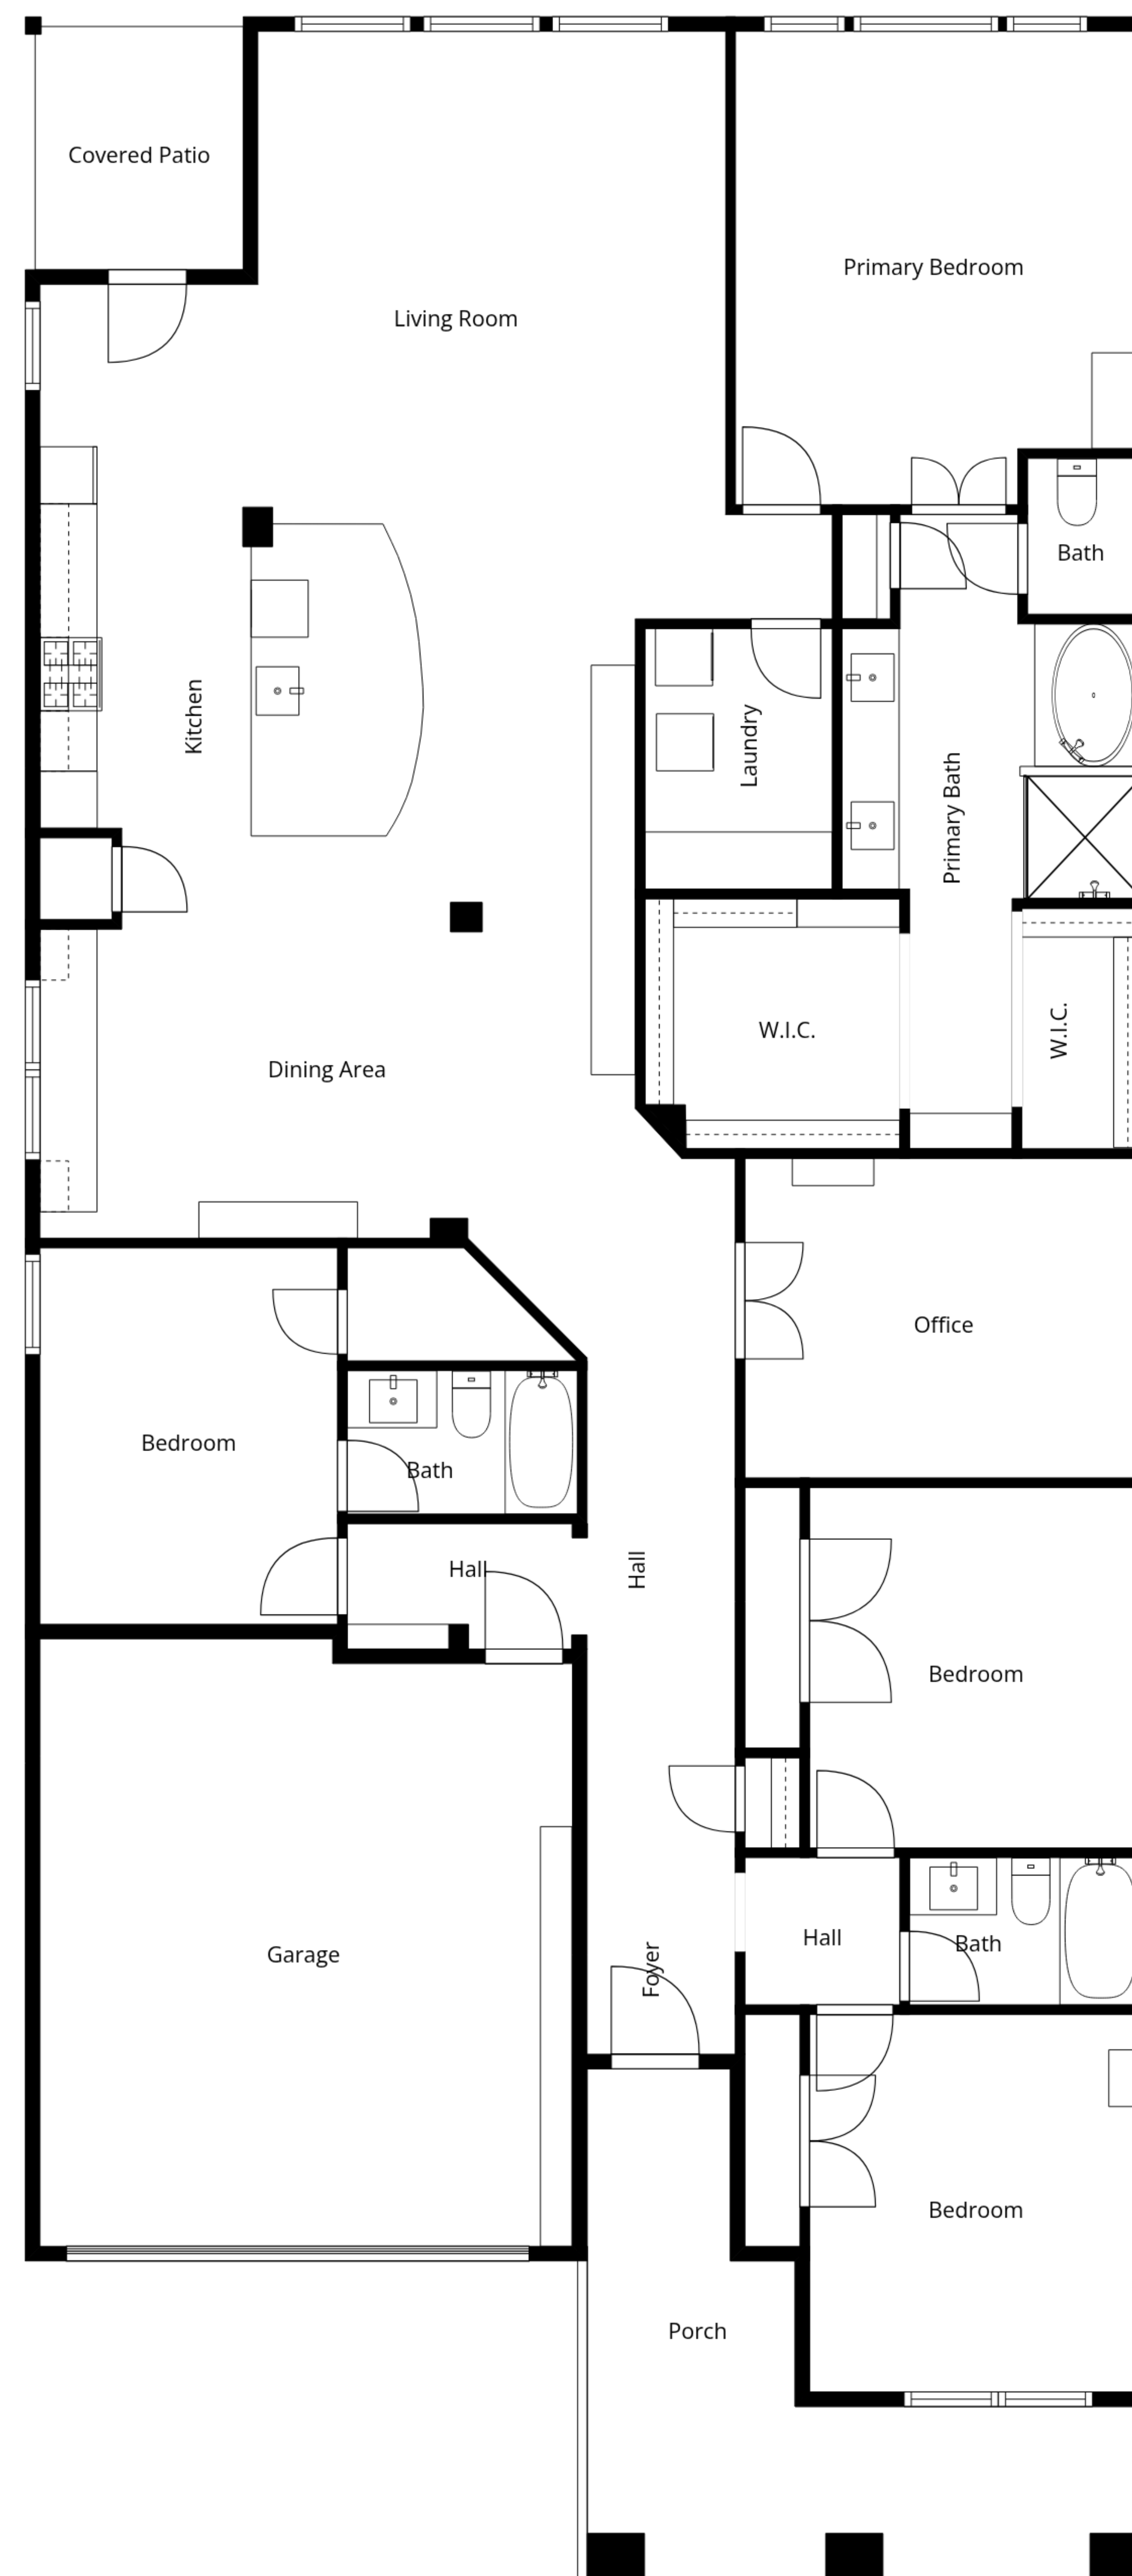 Covered Patio
Primary Bedroom
Living Room
Bath
Kitchen
Laundry
Primary Bath
W.I.C.
W.I.C.
Dining Area
Office
Bedroom
Bath
Hall
Hall
Bedroom
Hall
Bath
Garage
Foyer
Bedroom
Porch